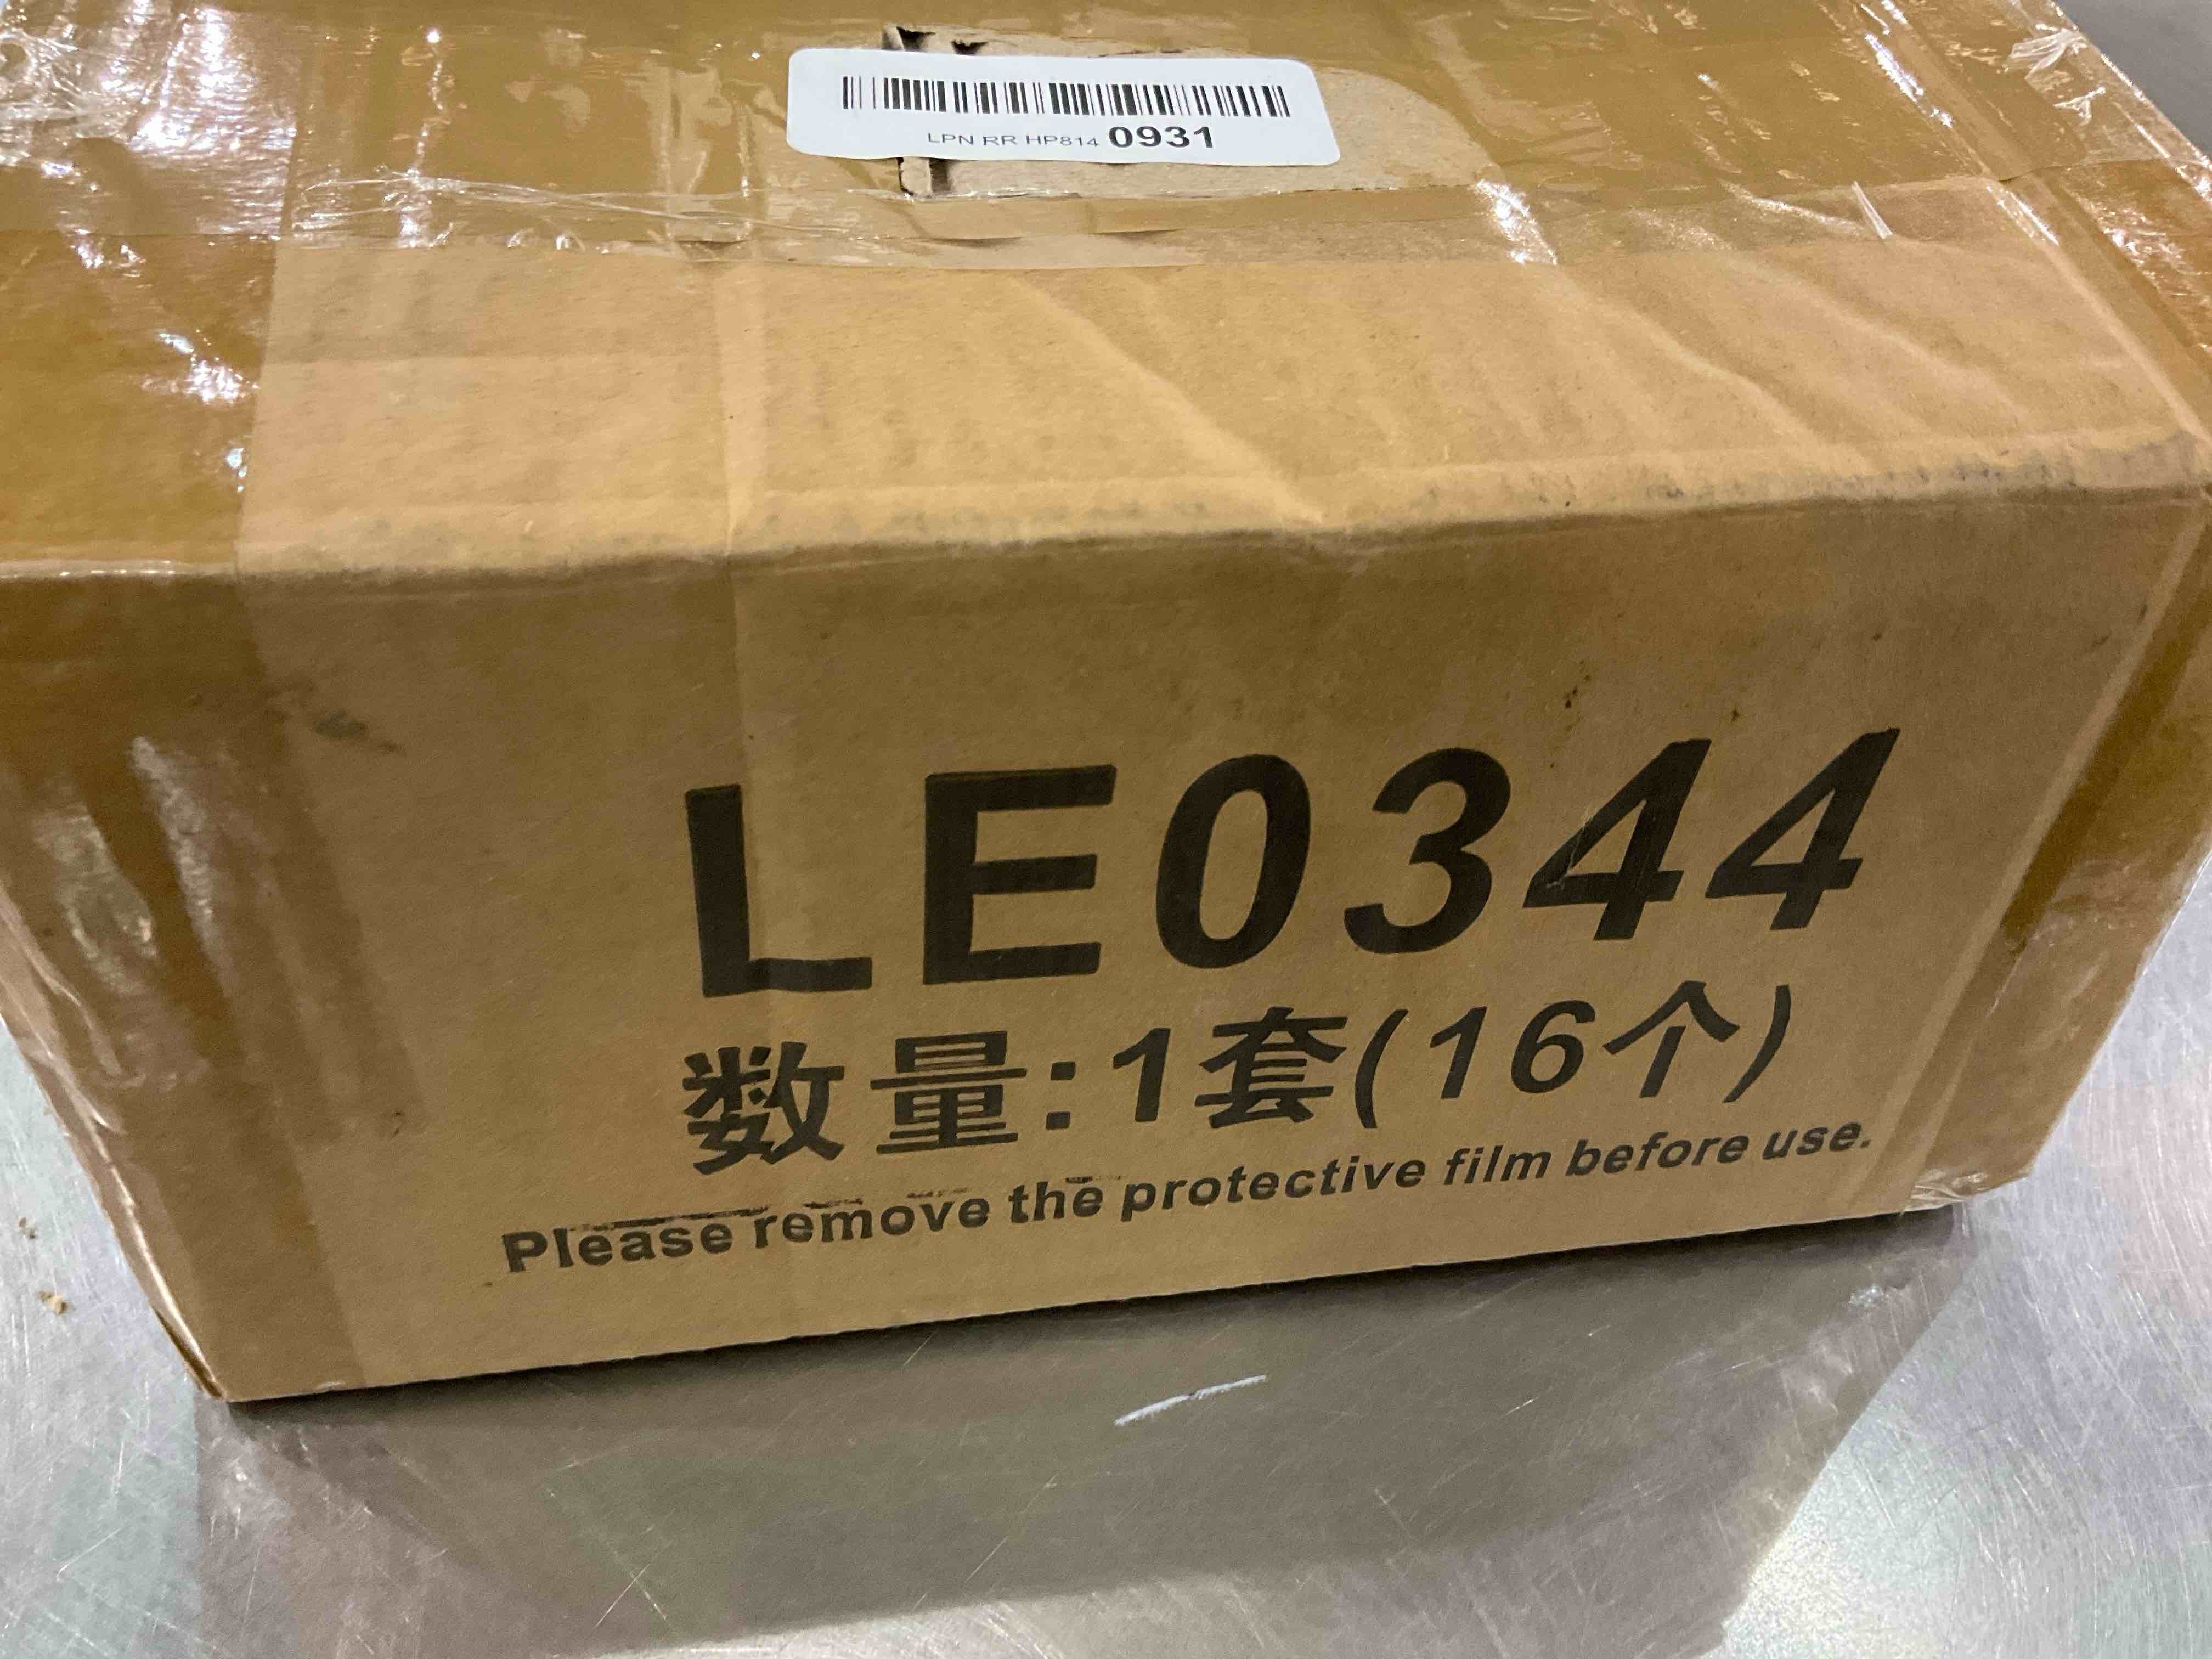 LPN RR HP814 0931
LE0344
数量:1套(16个)
Please remove the protective film before use.